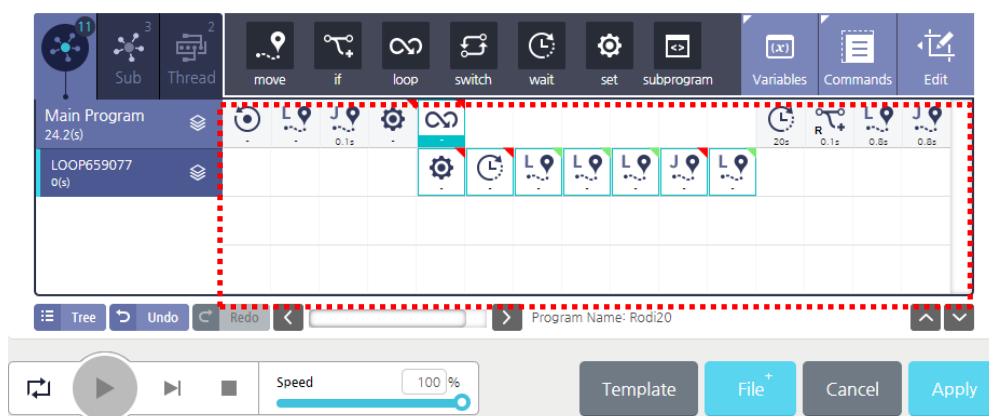 11
3
2
Sub
Thread
move
if
loop
switch
wait
set
subprogram
(x)
Variables
Commands
Edit
Main Program
24.2(s)
- L - J 0.1s - - 20s R 0.1s L 0.8s J 0.8s
LOOP659077
0(s)
- - L - L - L - J - L -
Tree
Undo
Redo
Program Name: Rodi20
Speed
100 %
Template
File+
Cancel
Apply